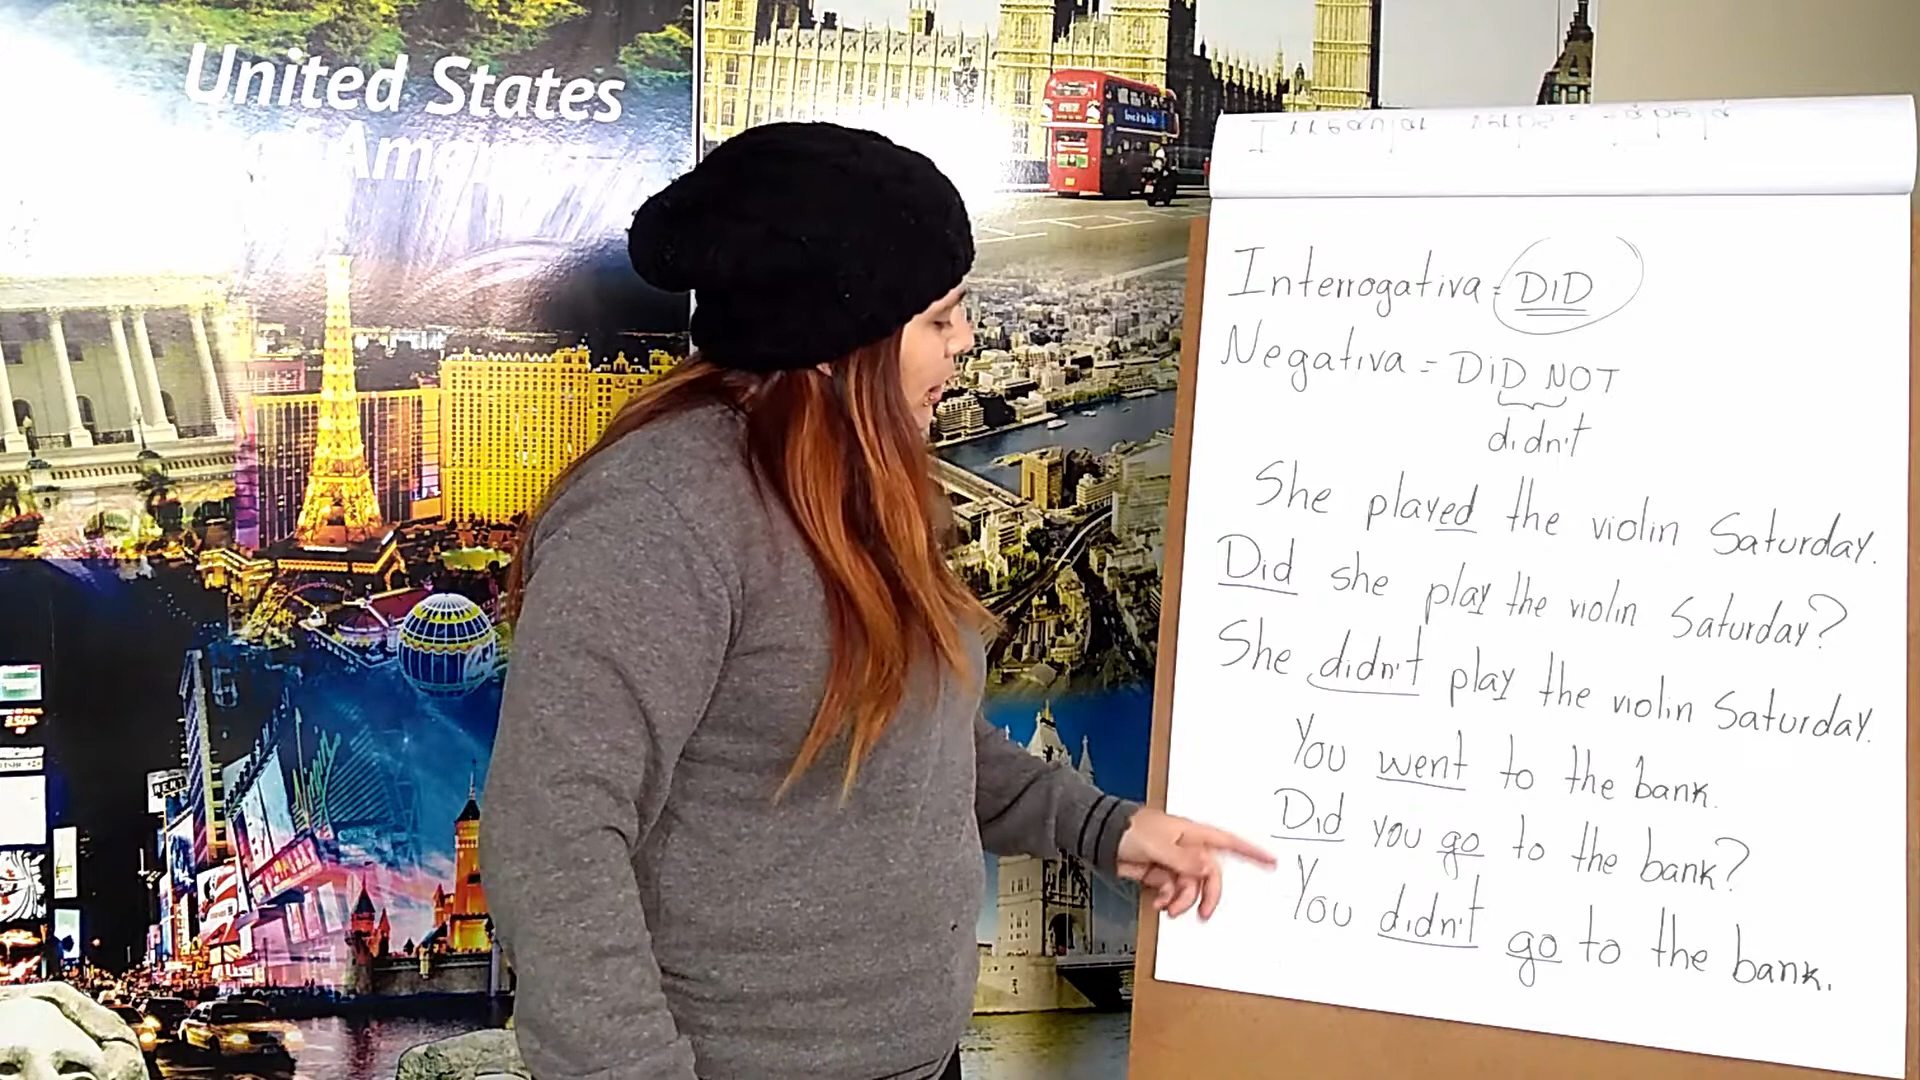 United States
of America
Interrogativa = DID
Negativa = DID NOT
didn't
She played the violin Saturday.
Did she play the violin Saturday?
She didn't play the violin Saturday.
You went to the bank.
Did you go to the bank?
You didn't go to the bank.